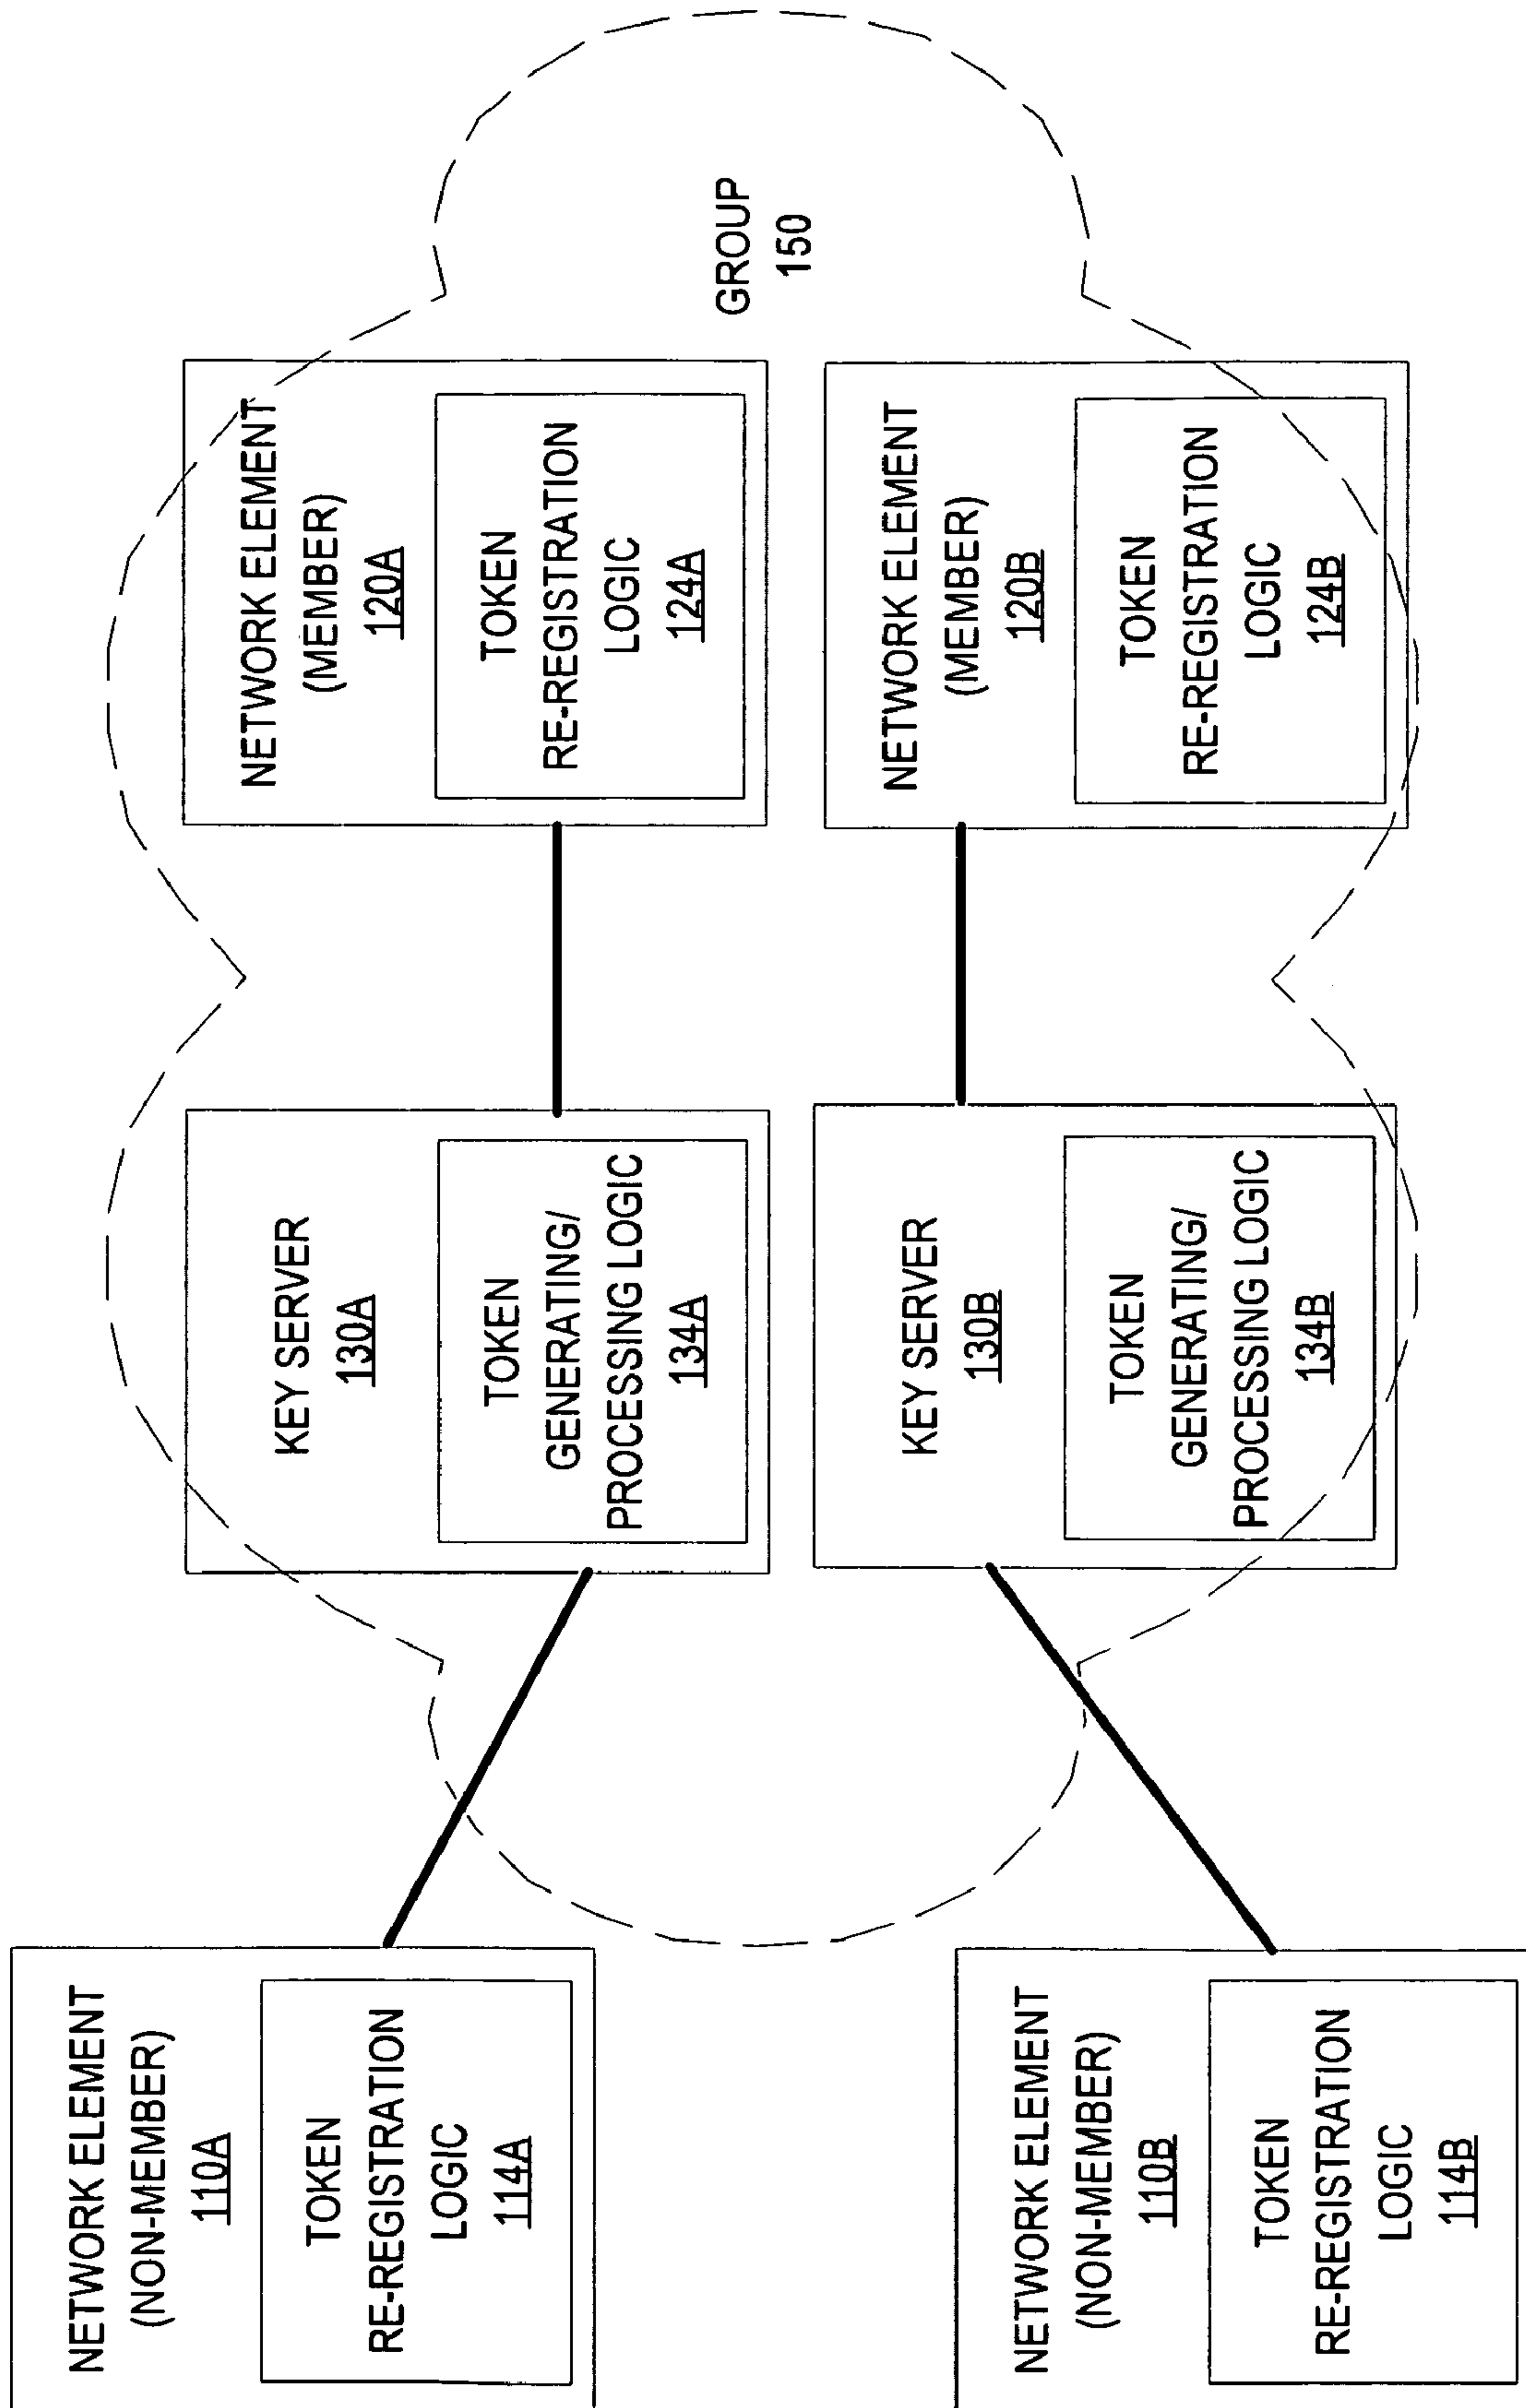 NETWORK ELEMENT
(NON-MEMBER)
110A
TOKEN
RE-REGISTRATION
LOGIC
114A
KEY SERVER
130A
TOKEN
GENERATING/
PROCESSING LOGIC
134A
NETWORK ELEMENT
(MEMBER)
120A
TOKEN
RE-REGISTRATION
LOGIC
124A
GROUP
150
NETWORK ELEMENT
(NON-MEMBER)
110B
TOKEN
RE-REGISTRATION
LOGIC
114B
KEY SERVER
130B
TOKEN
GENERATING/
PROCESSING LOGIC
134B
NETWORK ELEMENT
(MEMBER)
120B
TOKEN
RE-REGISTRATION
LOGIC
124B